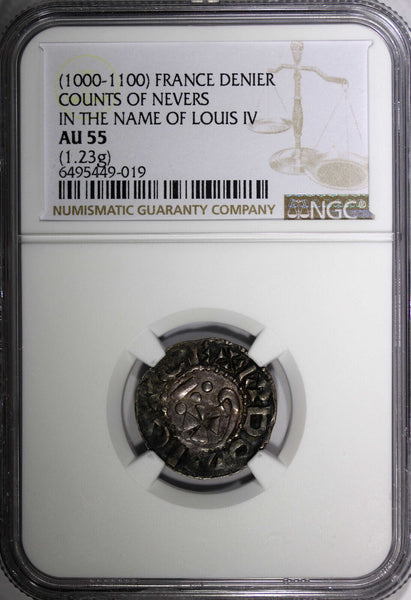 (1000-1100) FRANCE DENIER
COUNTS OF NEVERS
IN THE NAME OF LOUIS IV
AU 55
(1.23g)
6495449-019
NUMISMATIC GUARANTY COMPANY
NGC